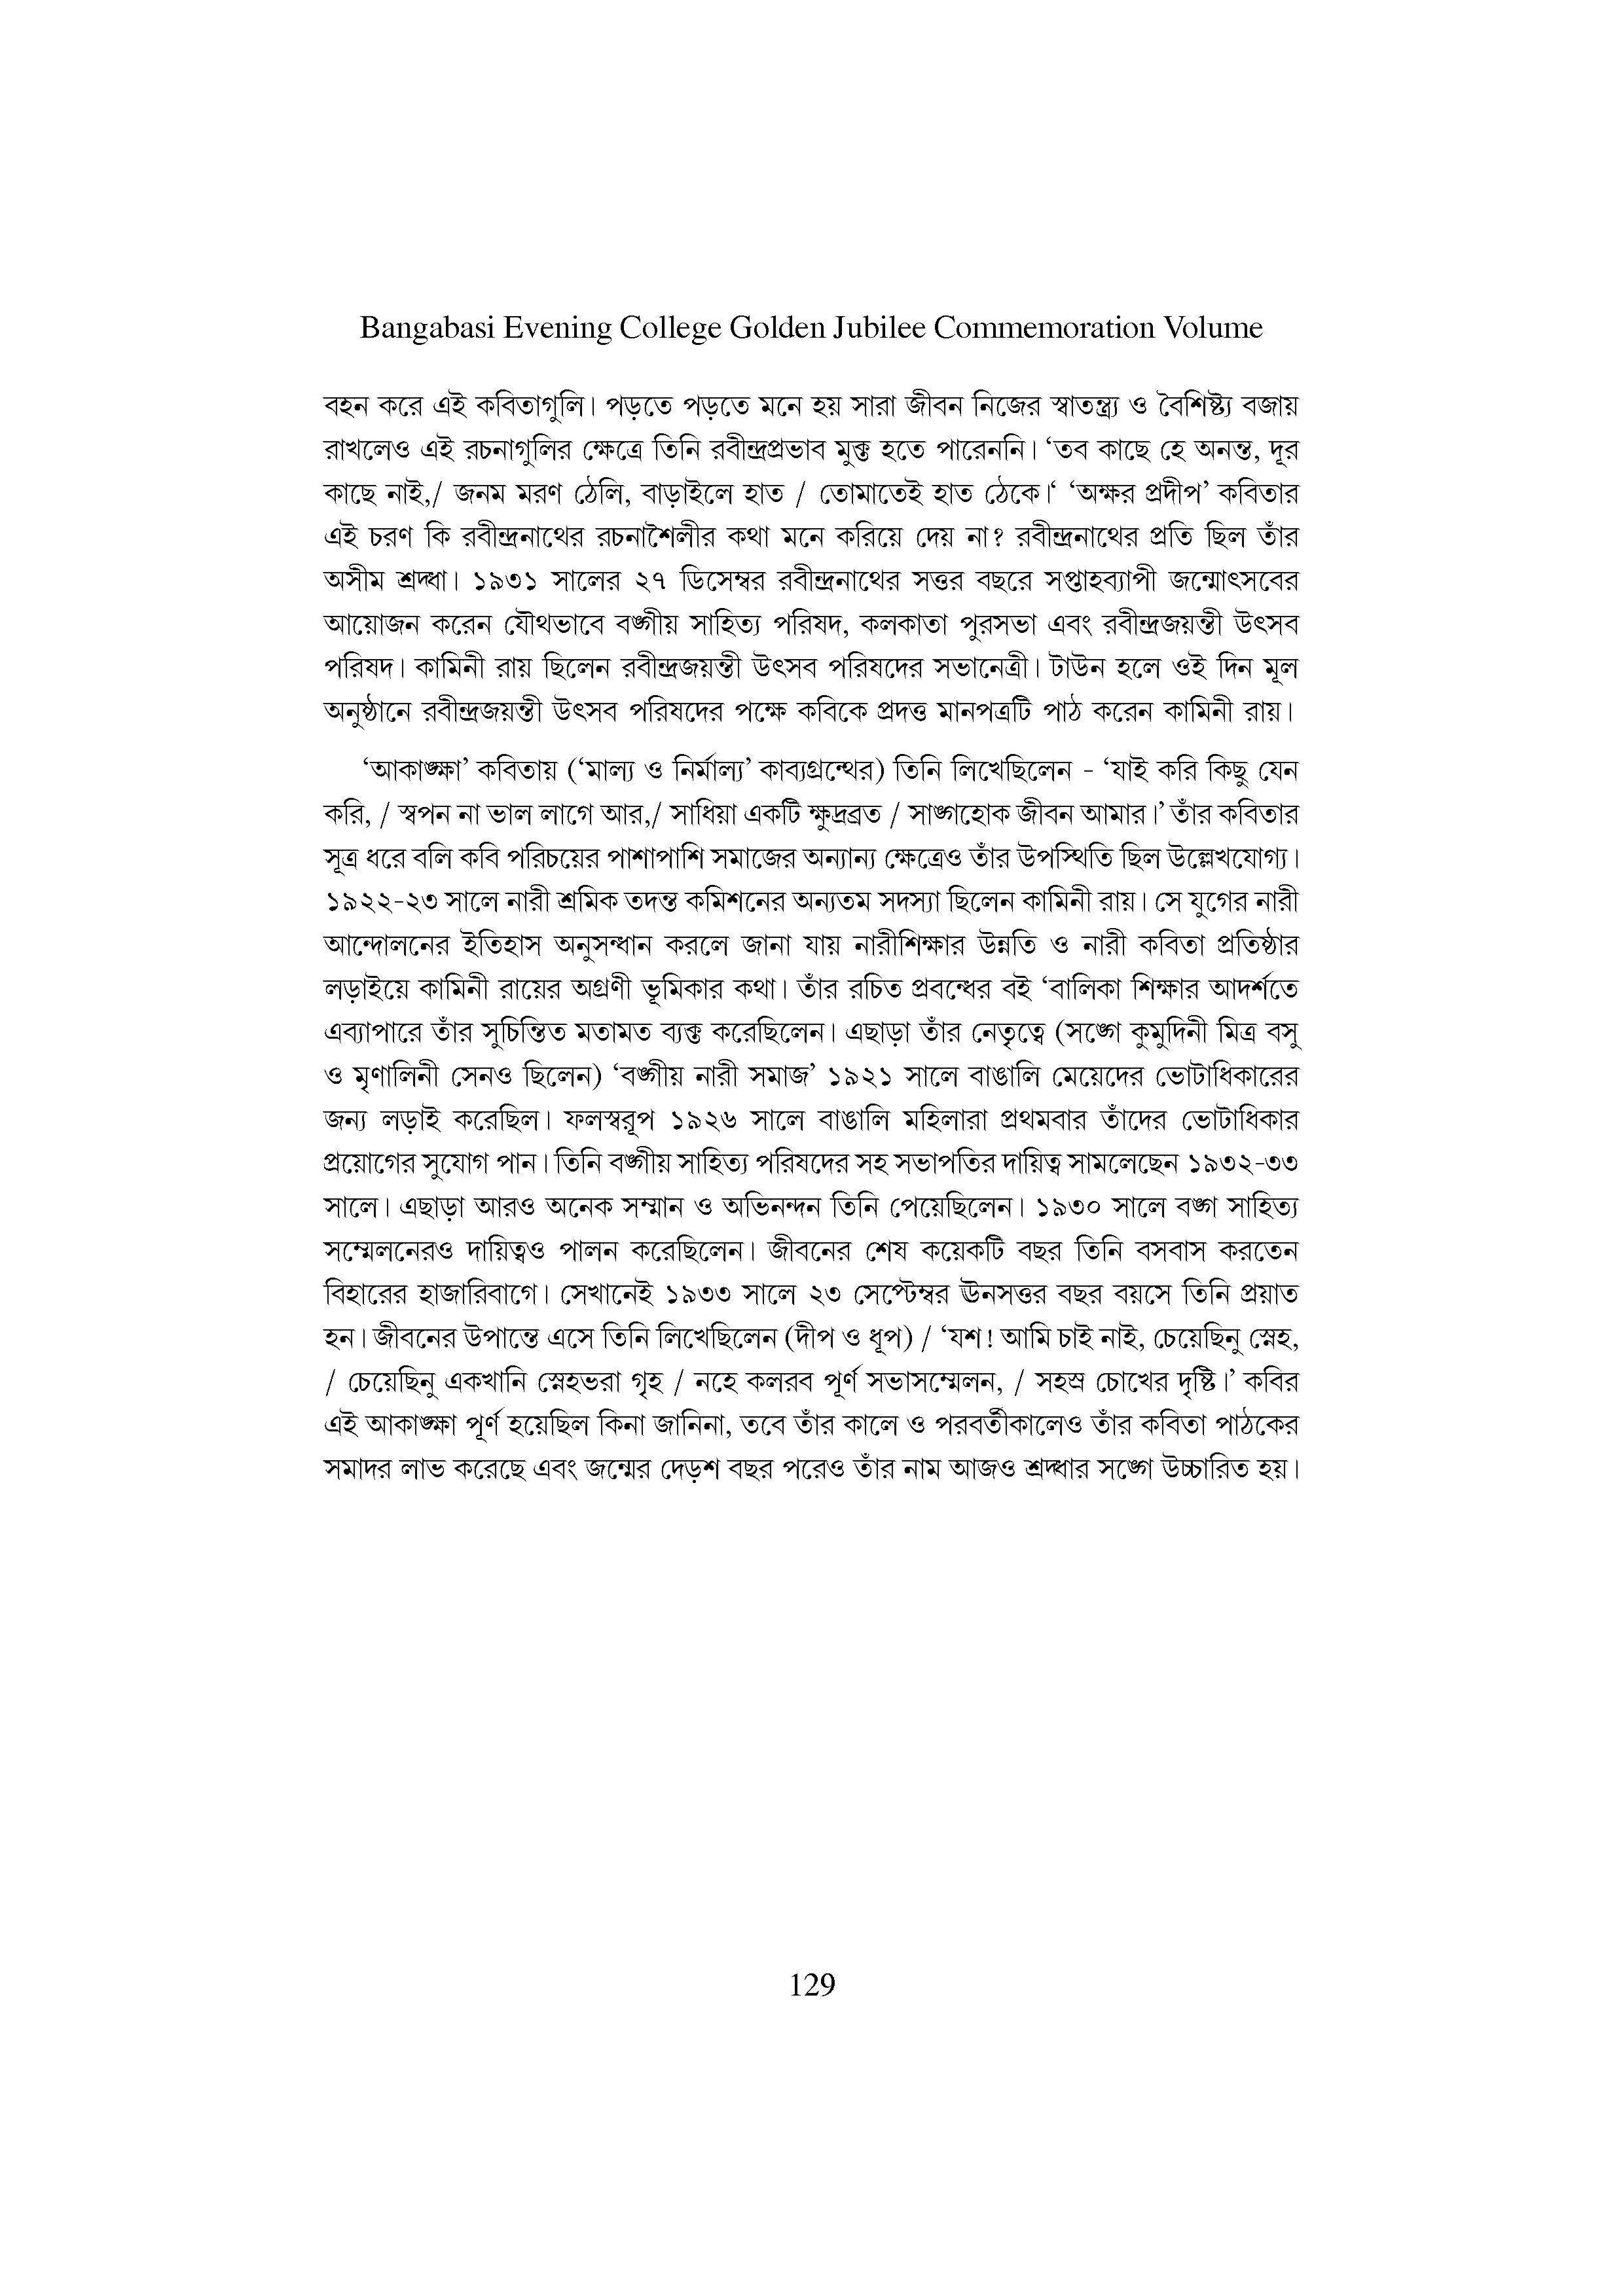 Bangabasi Evening College Golden Jubilee Commemoration Volume
বহন করে এই কবিতাগুলি। পড়তে পড়তে মনে হয় সারা জীবন নিজের স্বাতন্ত্র্য ও বৈশিষ্ট্য বজায়
রাখলেও এই রচনাগুলির ক্ষেত্রে তিনি রবীন্দ্রপ্রভাব মুক্ত হতে পারেননি। ‘তব কাছে হে অনন্ত, দূর
কাছে নাই,/ জনম মরণ ঠেলি, বাড়াইলে হাত / তোমাতেই হাত ঠেকে।‘ ‘অক্ষর প্রদীপ’ কবিতার
এই চরণ কি রবীন্দ্রনাথের রচনাশৈলীর কথা মনে করিয়ে দেয় না? রবীন্দ্রনাথের প্রতি ছিল তাঁর
অসীম শ্রদ্ধা। ১৯৩১ সালের ২৭ ডিসেম্বর রবীন্দ্রনাথের সত্তর বছরে সপ্তাহব্যাপী জন্মোৎসবের
আয়োজন করেন যৌথভাবে বঙ্গীয় সাহিত্য পরিষদ, কলকাতা পুরসভা এবং রবীন্দ্রজয়ন্তী উৎসব
পরিষদ। কামিনী রায় ছিলেন রবীন্দ্রজয়ন্তী উৎসব পরিষদের সভানেত্রী। টাউন হলে ওই দিন মূল
অনুষ্ঠানে রবীন্দ্রজয়ন্তী উৎসব পরিষদের পক্ষে কবিকে প্রদত্ত মানপত্রটি পাঠ করেন কামিনী রায়।
‘আকাঙ্ক্ষা’ কবিতায় (‘মাল্য ও নির্মাল্য’ কাব্যগ্রন্থের) তিনি লিখেছিলেন - ‘যাই করি কিছু যেন
করি, / স্বপন না ভাল লাগে আর,/ সাধিয়া একটি ক্ষুদ্রব্রত / সাঙ্গহোক জীবন আমার।’ তাঁর কবিতার
সূত্র ধরে বলি কবি পরিচয়ের পাশাপাশি সমাজের অন্যান্য ক্ষেত্রেও তাঁর উপস্থিতি ছিল উল্লেখযোগ্য।
১৯২২-২৩ সালে নারী শ্রমিক তদন্ত কমিশনের অন্যতম সদস্যা ছিলেন কামিনী রায়। সে যুগের নারী
আন্দোলনের ইতিহাস অনুসন্ধান করলে জানা যায় নারীশিক্ষার উন্নতি ও নারী কবিতা প্রতিষ্ঠার
লড়াইয়ে কামিনী রায়ের অগ্রণী ভূমিকার কথা। তাঁর রচিত প্রবন্ধের বই ‘বালিকা শিক্ষার আদর্শতে
এব্যাপারে তাঁর সুচিন্তিত মতামত ব্যক্ত করেছিলেন। এছাড়া তাঁর নেতৃত্বে (সঙ্গে কুমুদিনী মিত্র বসু
ও মৃণালিনী সেনও ছিলেন) ‘বঙ্গীয় নারী সমাজ’ ১৯২১ সালে বাঙালি মেয়েদের ভোটাধিকারের
জন্য লড়াই করেছিল। ফলস্বরূপ ১৯২৬ সালে বাঙালি মহিলারা প্রথমবার তাঁদের ভোটাধিকার
প্রয়োগের সুযোগ পান। তিনি বঙ্গীয় সাহিত্য পরিষদের সহ সভাপতির দায়িত্ব সামলেছেন ১৯৩২-৩৩
সালে। এছাড়া আরও অনেক সম্মান ও অভিনন্দন তিনি পেয়েছিলেন। ১৯৩০ সালে বঙ্গ সাহিত্য
সম্মেলনেরও দায়িত্বও পালন করেছিলেন। জীবনের শেষ কয়েকটি বছর তিনি বসবাস করতেন
বিহারের হাজারিবাগে। সেখানেই ১৯৩৩ সালে ২৩ সেপ্টেম্বর ঊনসত্তর বছর বয়সে তিনি প্রয়াত
হন। জীবনের উপান্তে এসে তিনি লিখেছিলেন (দীপ ও ধূপ) / ‘যশ! আমি চাই নাই, চেয়েছিনু স্নেহ,
/ চেয়েছিনু একখানি স্নেহভরা গৃহ / নহে কলরব পূর্ণ সভাসম্মেলন, / সহস্র চোখের দৃষ্টি।’ কবির
এই আকাঙ্ক্ষা পূর্ণ হয়েছিল কিনা জানিনা, তবে তাঁর কালে ও পরবর্তীকালেও তাঁর কবিতা পাঠকের
সমাদর লাভ করেছে এবং জন্মের দেড়শ বছর পরেও তাঁর নাম আজও শ্রদ্ধার সঙ্গে উচ্চারিত হয়।
129